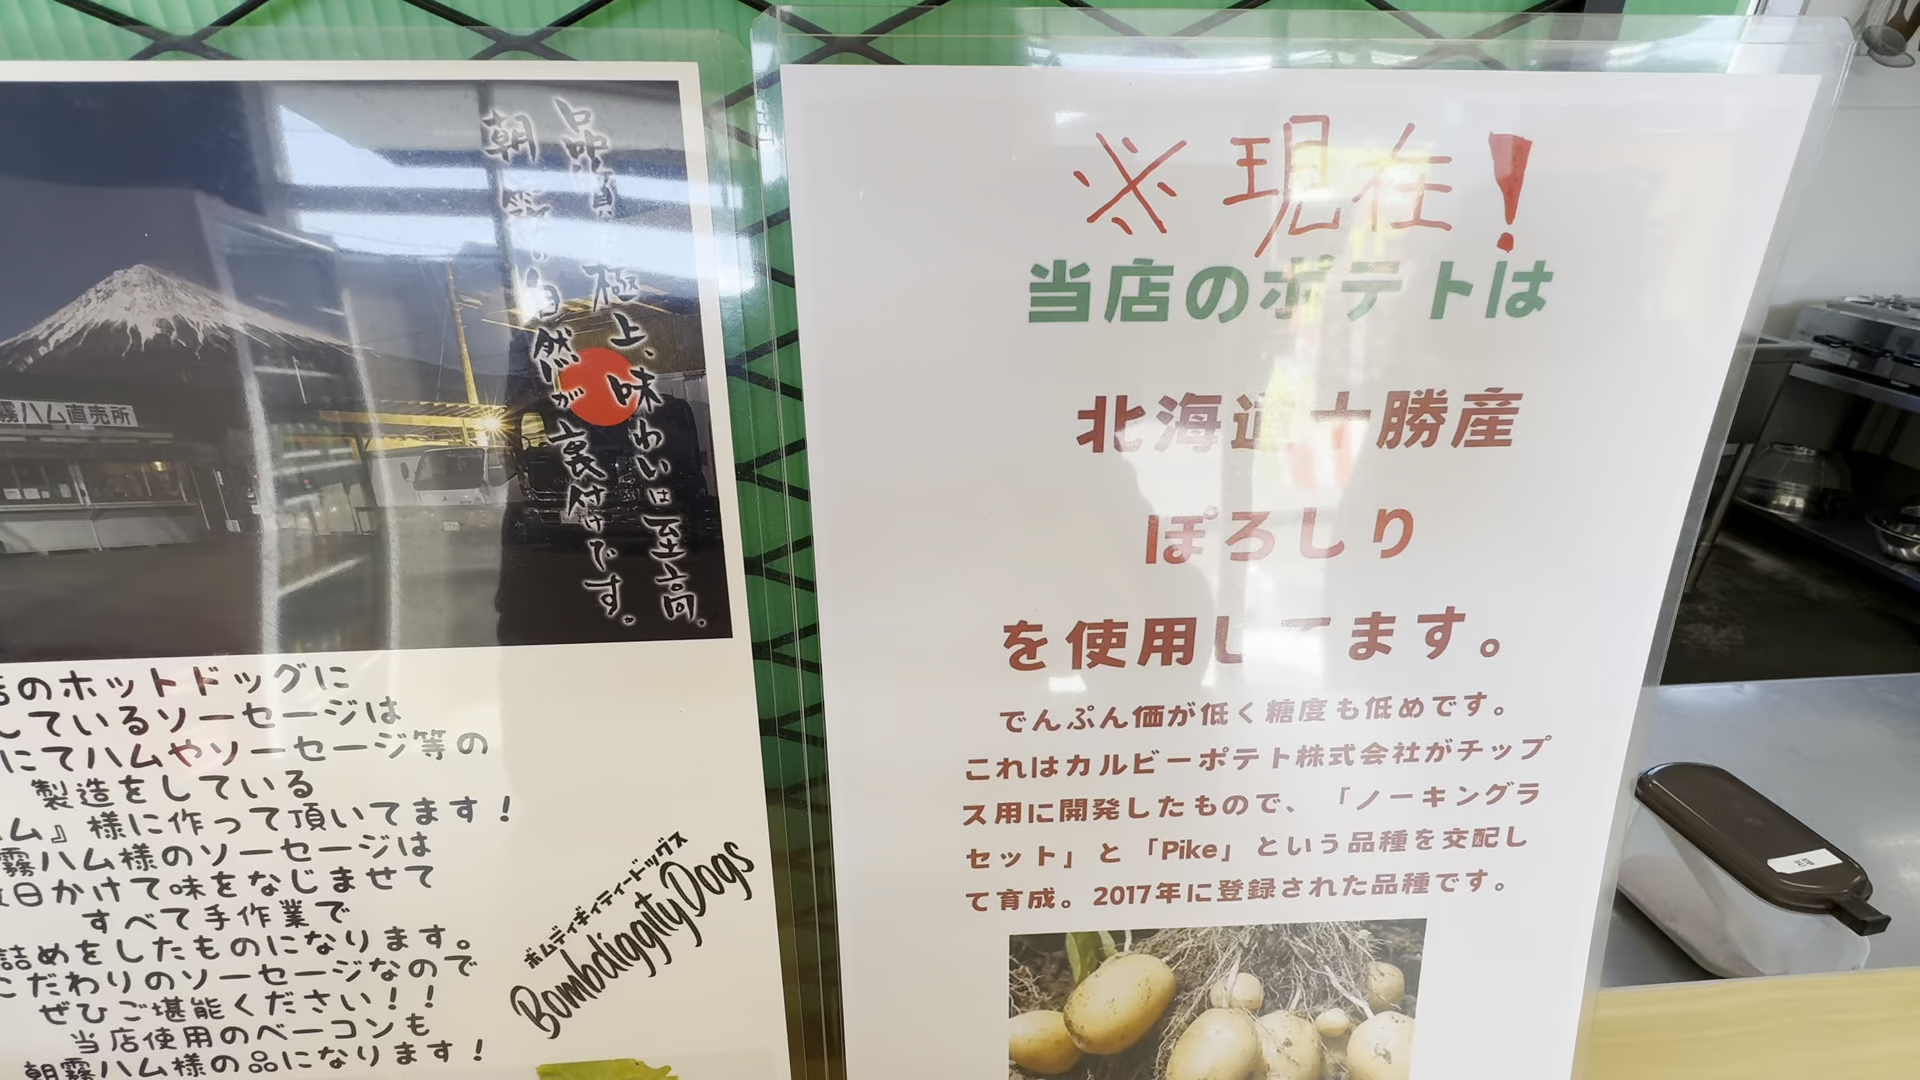 品質は極上、味わいは至高。
朝霧の自然が裏付けです。
霧ハム直売所
のホットドッグに
しているソーセージは
にてハムやソーセージ等の
製造をしている
ム』様に作って頂いてます！
霧ハム様のソーセージは
日かけて味をなじませて
すべて手作業で
詰めをしたものになります。
こだわりのソーセージなので
ぜひご堪能ください！！
当店使用のベーコンも
朝霧ハム様の品になります！
ボムディギィティードッグス
Bombdiggity Dogs
※現在！
当店のポテトは
北海道十勝産
ぽろしり
を使用してます。
でんぷん価が低く糖度も低めです。
これはカルビーポテト株式会社がチップ
ス用に開発したもので、「ノーキングラ
セット」と「Pike」という品種を交配し
て育成。2017年に登録された品種です。